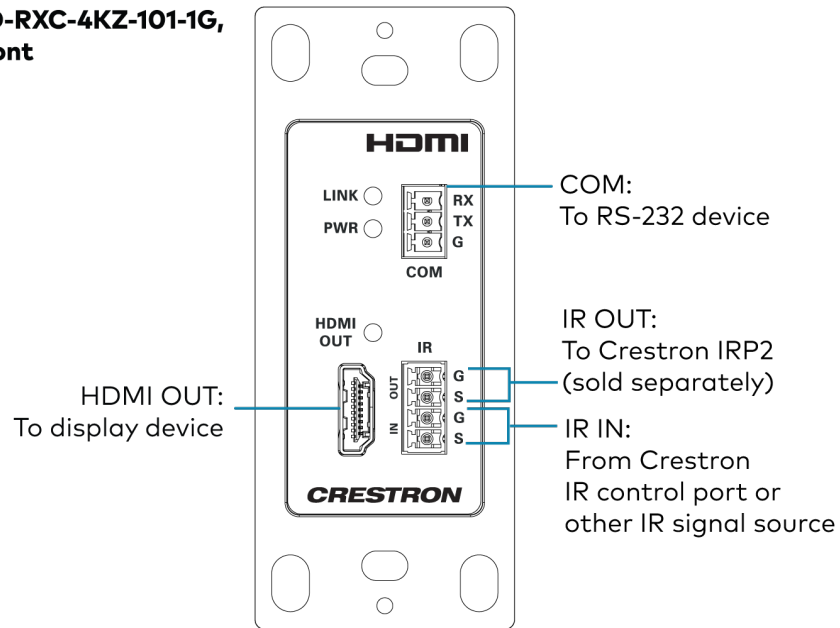 -RXC-4KZ-101-1G,
HDMI
LINK
RX
PWR
TX
G
COM
COM:
To RS-232 device
HDMI
OUT
IR
OUT
G
S
IN
G
S
IR OUT:
To Crestron IRP2
(sold separately)
HDMI OUT:
To display device
IR IN:
From Crestron
IR control port or
other IR signal source
CRESTRON